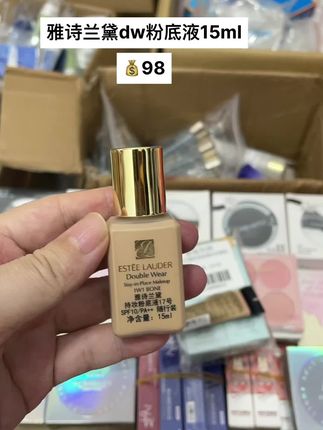 雅诗兰黛dw粉底液15ml
💰98
ESTĒE LAUDER
Double Wear
Stay-in-Place Makeup
1W1 BONE
雅诗兰黛
持妆粉底液17号
SPF10/PA++ 随行装
净含量：15ml